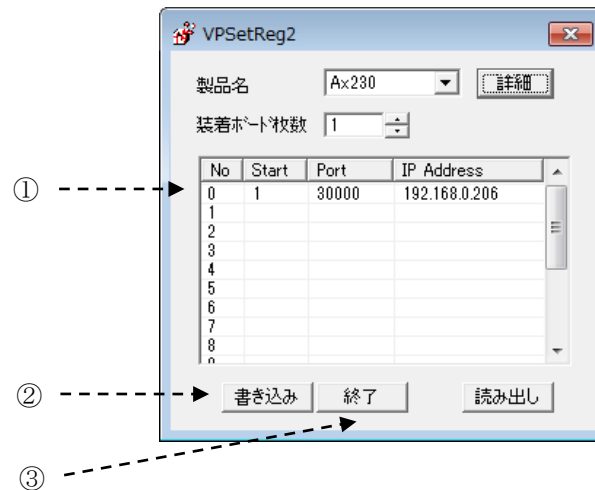 VPSetReg2
製品名 Ax230 詳細
装着ボード枚数 1
No Start Port IP Address
① 0 1 30000 192.168.0.206
1
2
3
4
5
6
7
8
② 書き込み 終了 読み出し
③